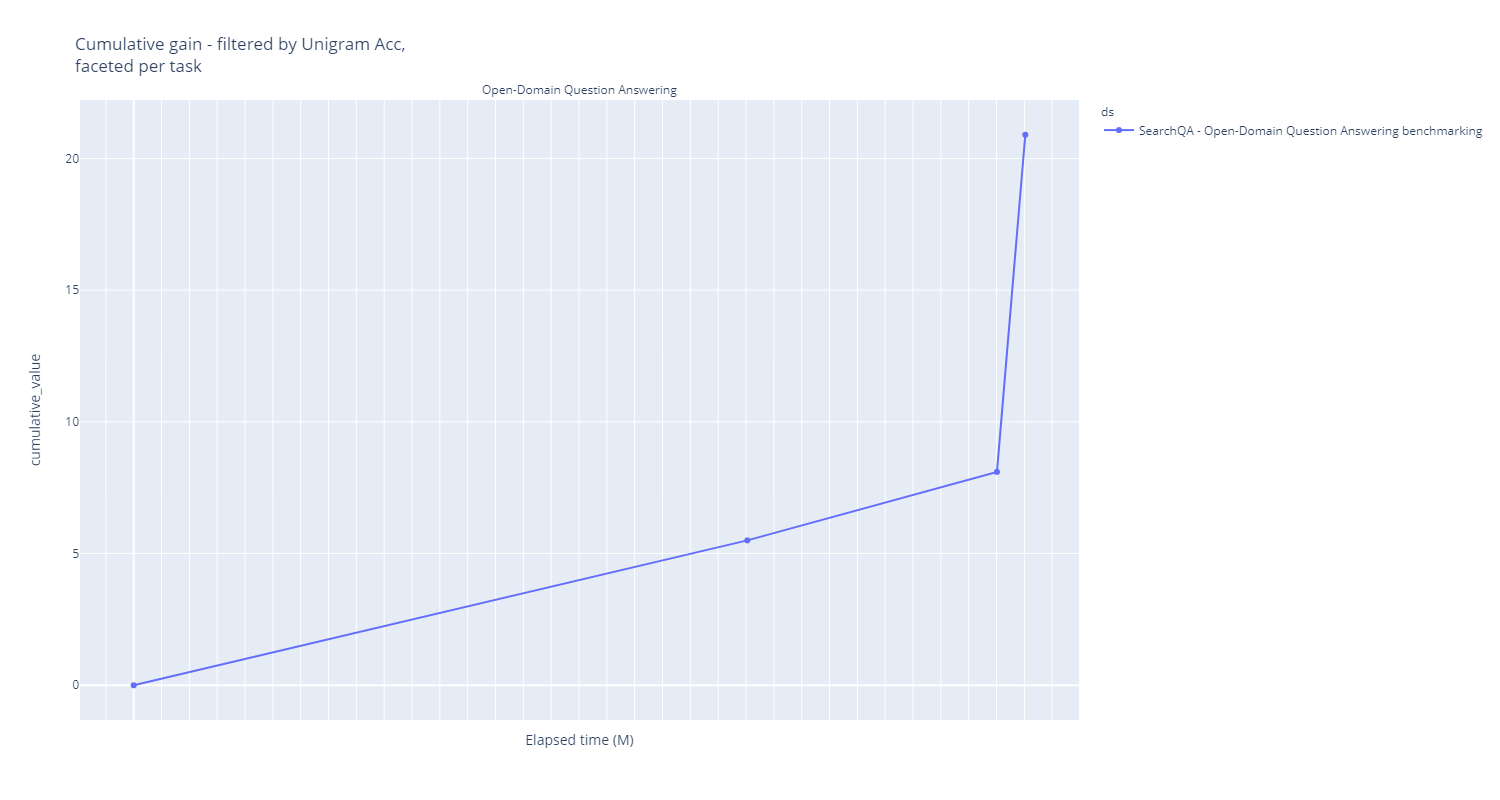 Cumulative gain - filtered by Unigram Acc,
faceted per task
Open-Domain Question Answering
ds
SearchQA - Open-Domain Question Answering benchmarking
20
15
10
5
0
cumulative_value
Elapsed time (M)